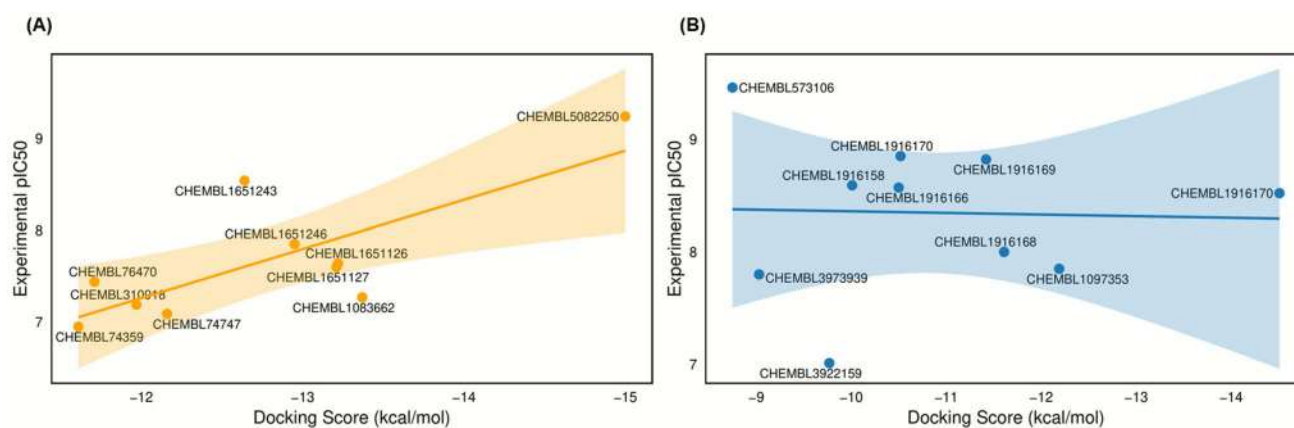 (A)
Experimental pIC50
9
8
7
CHEMBL5082250
CHEMBL1651243
CHEMBL1651246
CHEMBL1651126
CHEMBL76470
CHEMBL1651127
CHEMBL310918
CHEMBL1083662
CHEMBL74747
CHEMBL74359
−12
−13
−14
−15
Docking Score (kcal/mol)
(B)
Experimental pIC50
9
8
7
CHEMBL573106
CHEMBL1916170
CHEMBL1916169
CHEMBL1916158
CHEMBL1916166
CHEMBL1916170
CHEMBL1916168
CHEMBL3973939
CHEMBL1097353
CHEMBL3922159
−9
−10
−11
−12
−13
−14
Docking Score (kcal/mol)